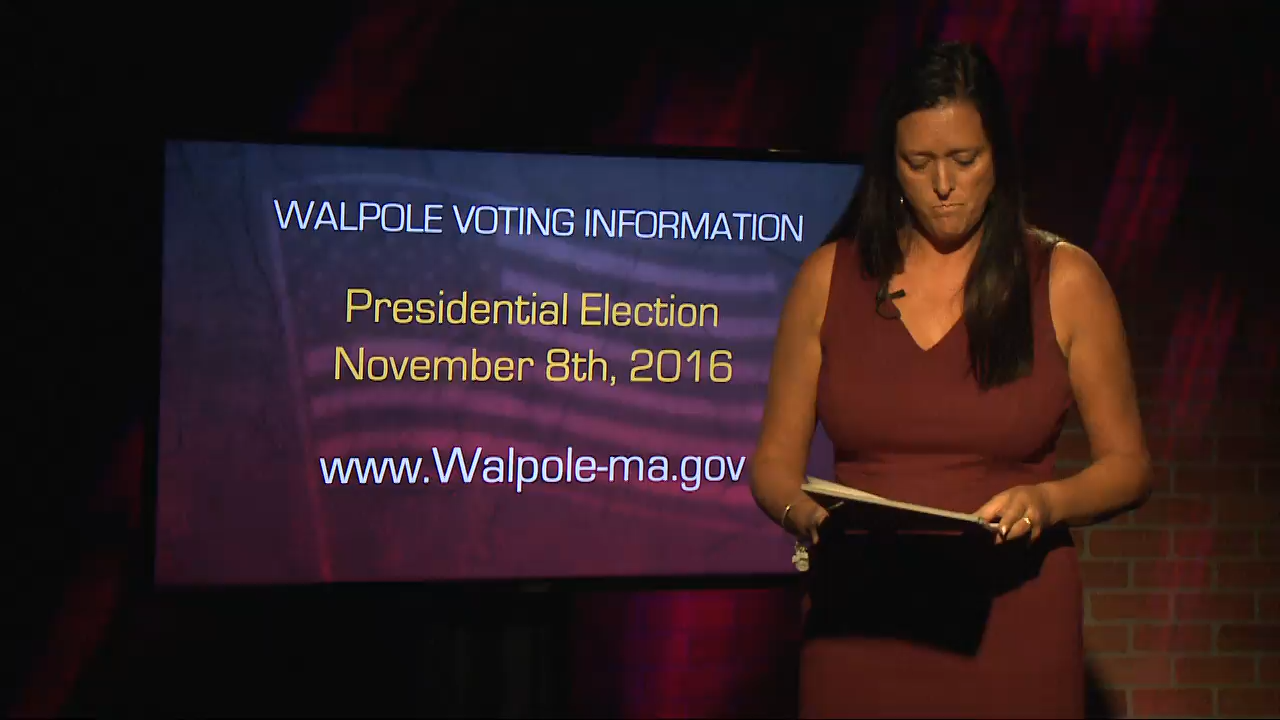 WALPOLE VOTING INFORMATION
Presidential Election
November 8th, 2016
www.Walpole-ma.gov